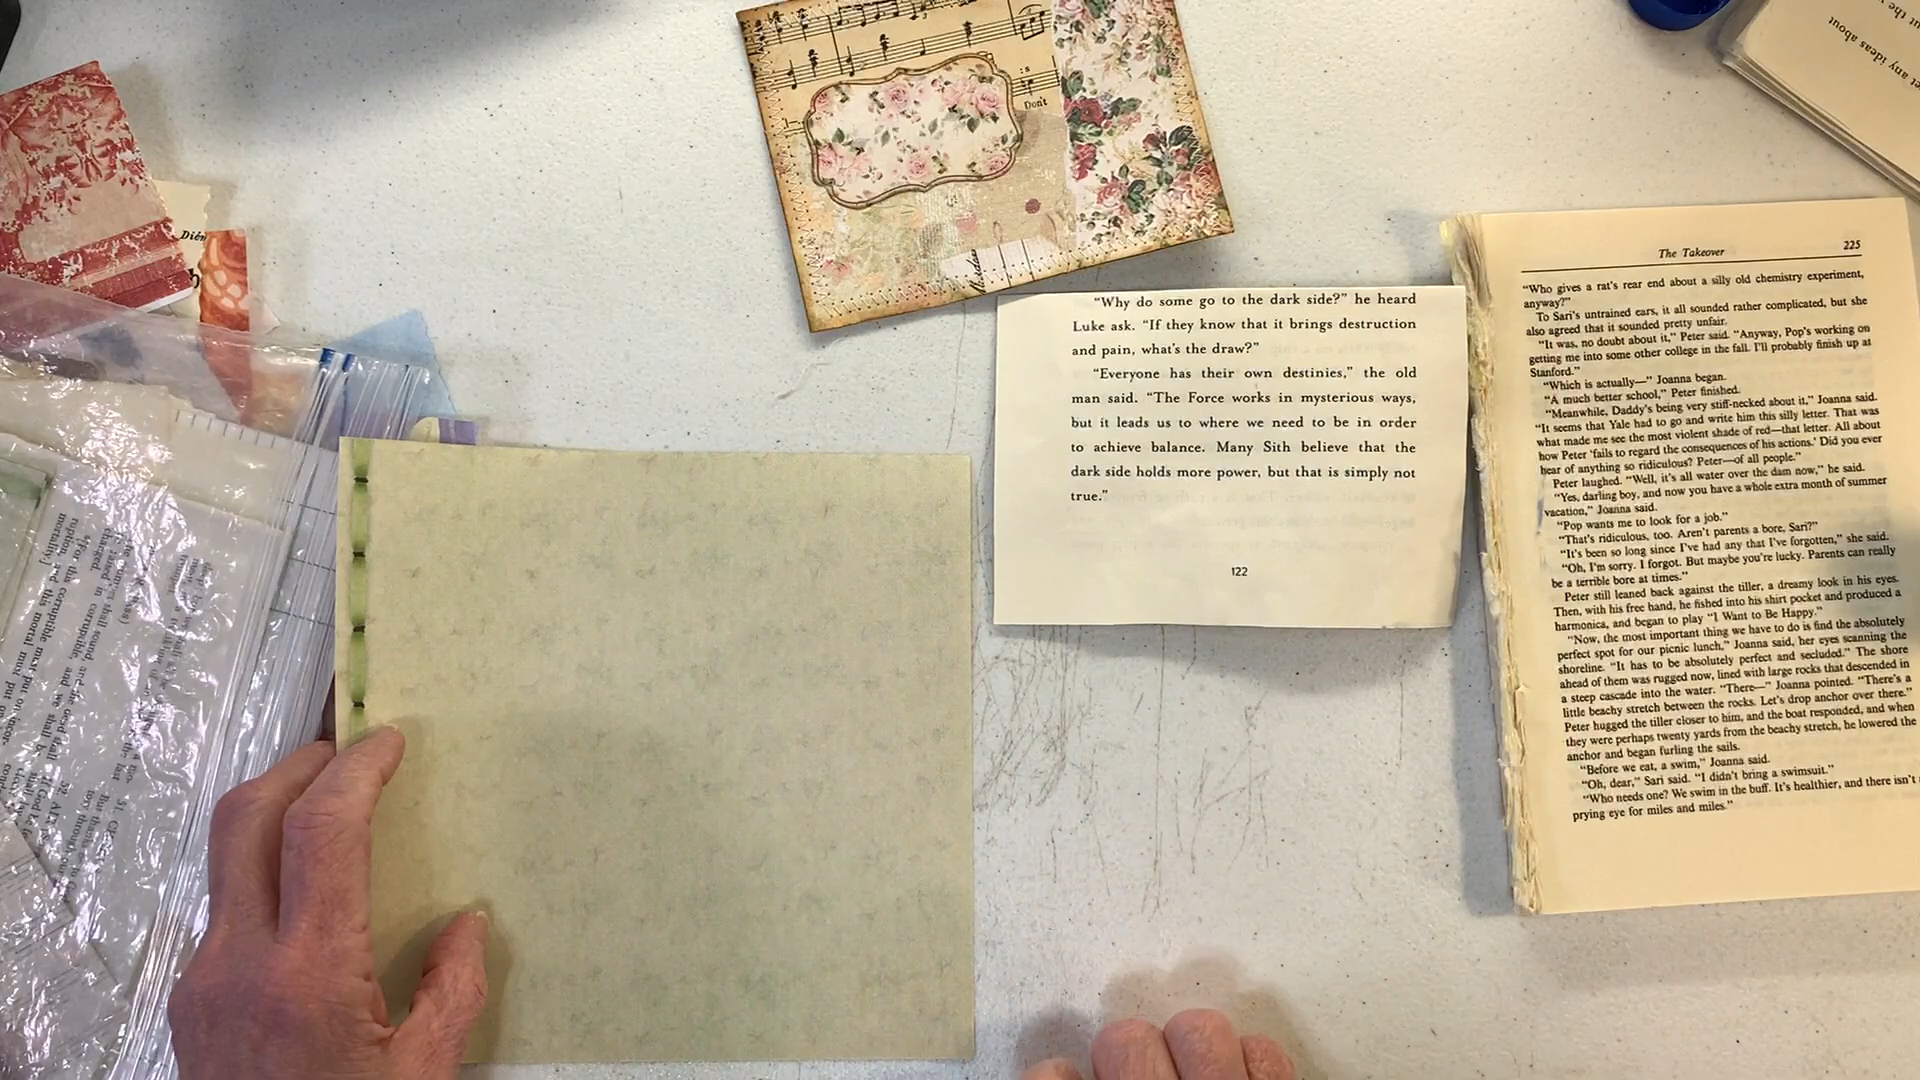 Don't
:s
Dién
et any ideas about
out the
"Why do some go to the dark side?" he heard
Luke ask. "If they know that it brings destruction
and pain, what's the draw?"
"Everyone has their own destinies," the old
man said. "The Force works in mysterious ways,
but it leads us to where we need to be in order
to achieve balance. Many Sith believe that the
dark side holds more power, but that is simply not
true."
122
The Takeover 225
"Who gives a rat's rear end about a silly old chemistry experiment,
anyway?"
To Sari's untrained ears, it all sounded rather complicated, but she
also agreed that it sounded pretty unfair.
"It was, no doubt about it," Peter said. "Anyway, Pop's working on
getting me into some other college in the fall. I'll probably finish up at
Stanford."
"Which is actually—" Joanna began.
"A much better school," Peter finished.
"Meanwhile, Daddy's being very stiff-necked about it," Joanna said.
"It seems that Yale had to go and write him this silly letter. That was
what made me see the most violent shade of red—that letter. All about
how Peter 'fails to regard the consequences of his actions.' Did you ever
hear of anything so ridiculous? Peter—of all people."
Peter laughed. "Well, it's all water over the dam now," he said.
"Yes, darling boy, and now you have a whole extra month of summer
vacation," Joanna said.
"Pop wants me to look for a job."
"That's ridiculous, too. Aren't parents a bore, Sari?"
"It's been so long since I've had any that I've forgotten," she said.
"Oh, I'm sorry. I forgot. But maybe you're lucky. Parents can really
be a terrible bore at times."
Peter still leaned back against the tiller, a dreamy look in his eyes.
Then, with his free hand, he fished into his shirt pocket and produced a
harmonica, and began to play "I Want to Be Happy."
"Now, the most important thing we have to do is find the absolutely
perfect spot for our picnic lunch," Joanna said, her eyes scanning the
shoreline. "It has to be absolutely perfect and secluded." The shore
ahead of them was rugged now, lined with large rocks that descended in
a steep cascade into the water. "There—" Joanna pointed. "There's a
little beachy stretch between the rocks. Let's drop anchor over there."
Peter hugged the tiller closer to him, and the boat responded, and when
they were perhaps twenty yards from the beachy stretch, he lowered the
anchor and began furling the sails.
"Before we eat, a swim," Joanna said.
"Oh, dear," Sari said. "I didn't bring a swimsuit."
"Who needs one? We swim in the buff. It's healthier, and there isn't
prying eye for miles and miles."